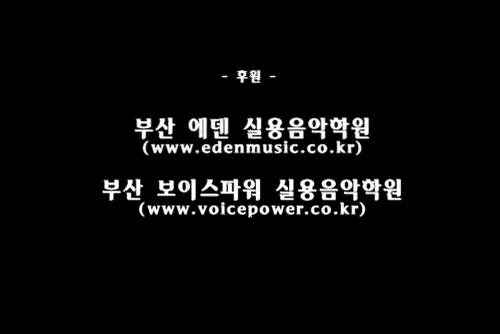 - 후원 -
부산 에덴 실용음악학원
(www.edenmusic.co.kr)
부산 보이스파워 실용음악학원
(www.voicepower.co.kr)